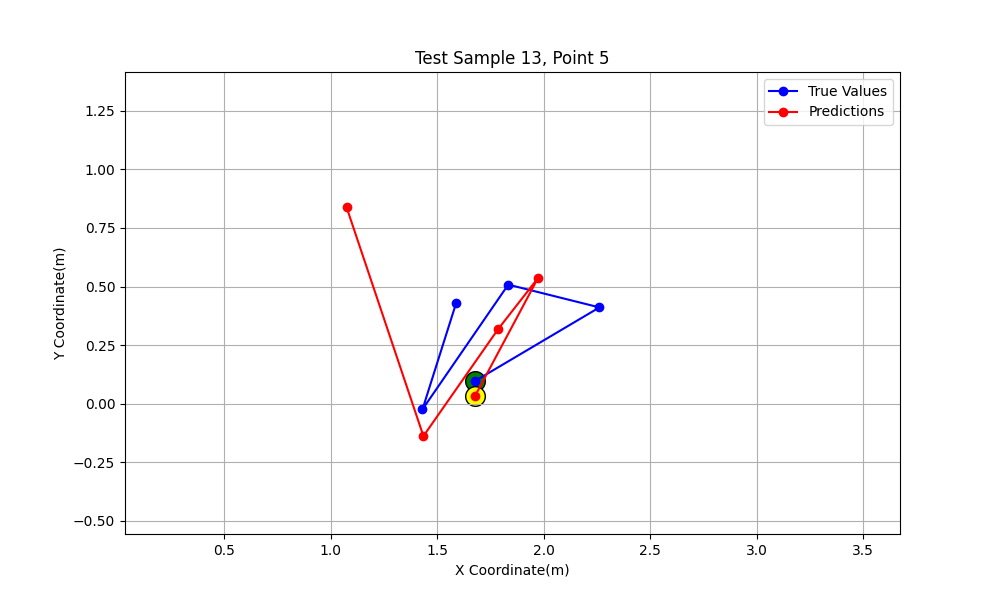 Test Sample 13, Point 5
True Values
Predictions
Y Coordinate(m)
1.25
1.00
0.75
0.50
0.25
0.00
−0.25
−0.50
0.5 1.0 1.5 2.0 2.5 3.0 3.5
X Coordinate(m)